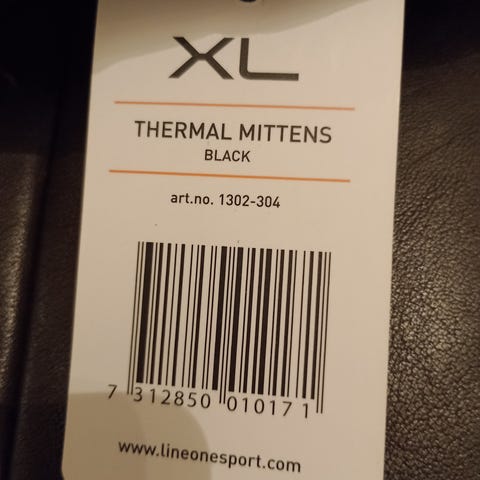 XL
THERMAL MITTENS
BLACK
art.no. 1302-304
7 312850 010171
www.lineonesport.com